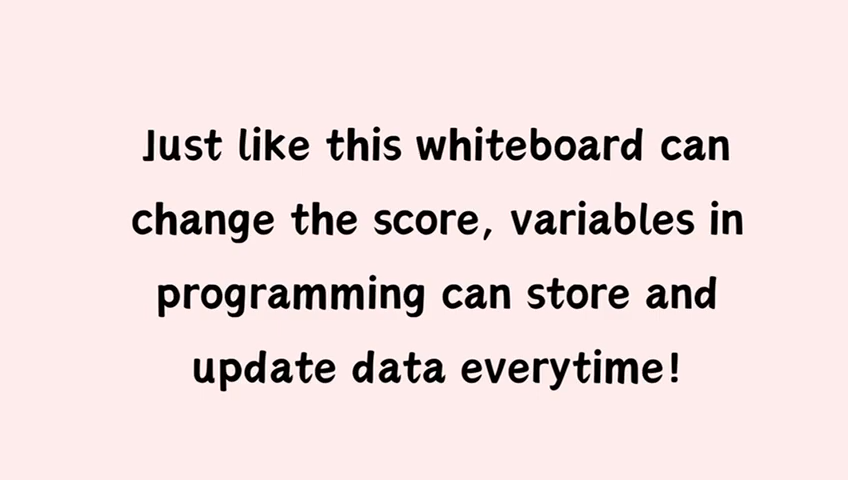 Just like this whiteboard can
change the score, variables in
programming can store and
update data everytime!